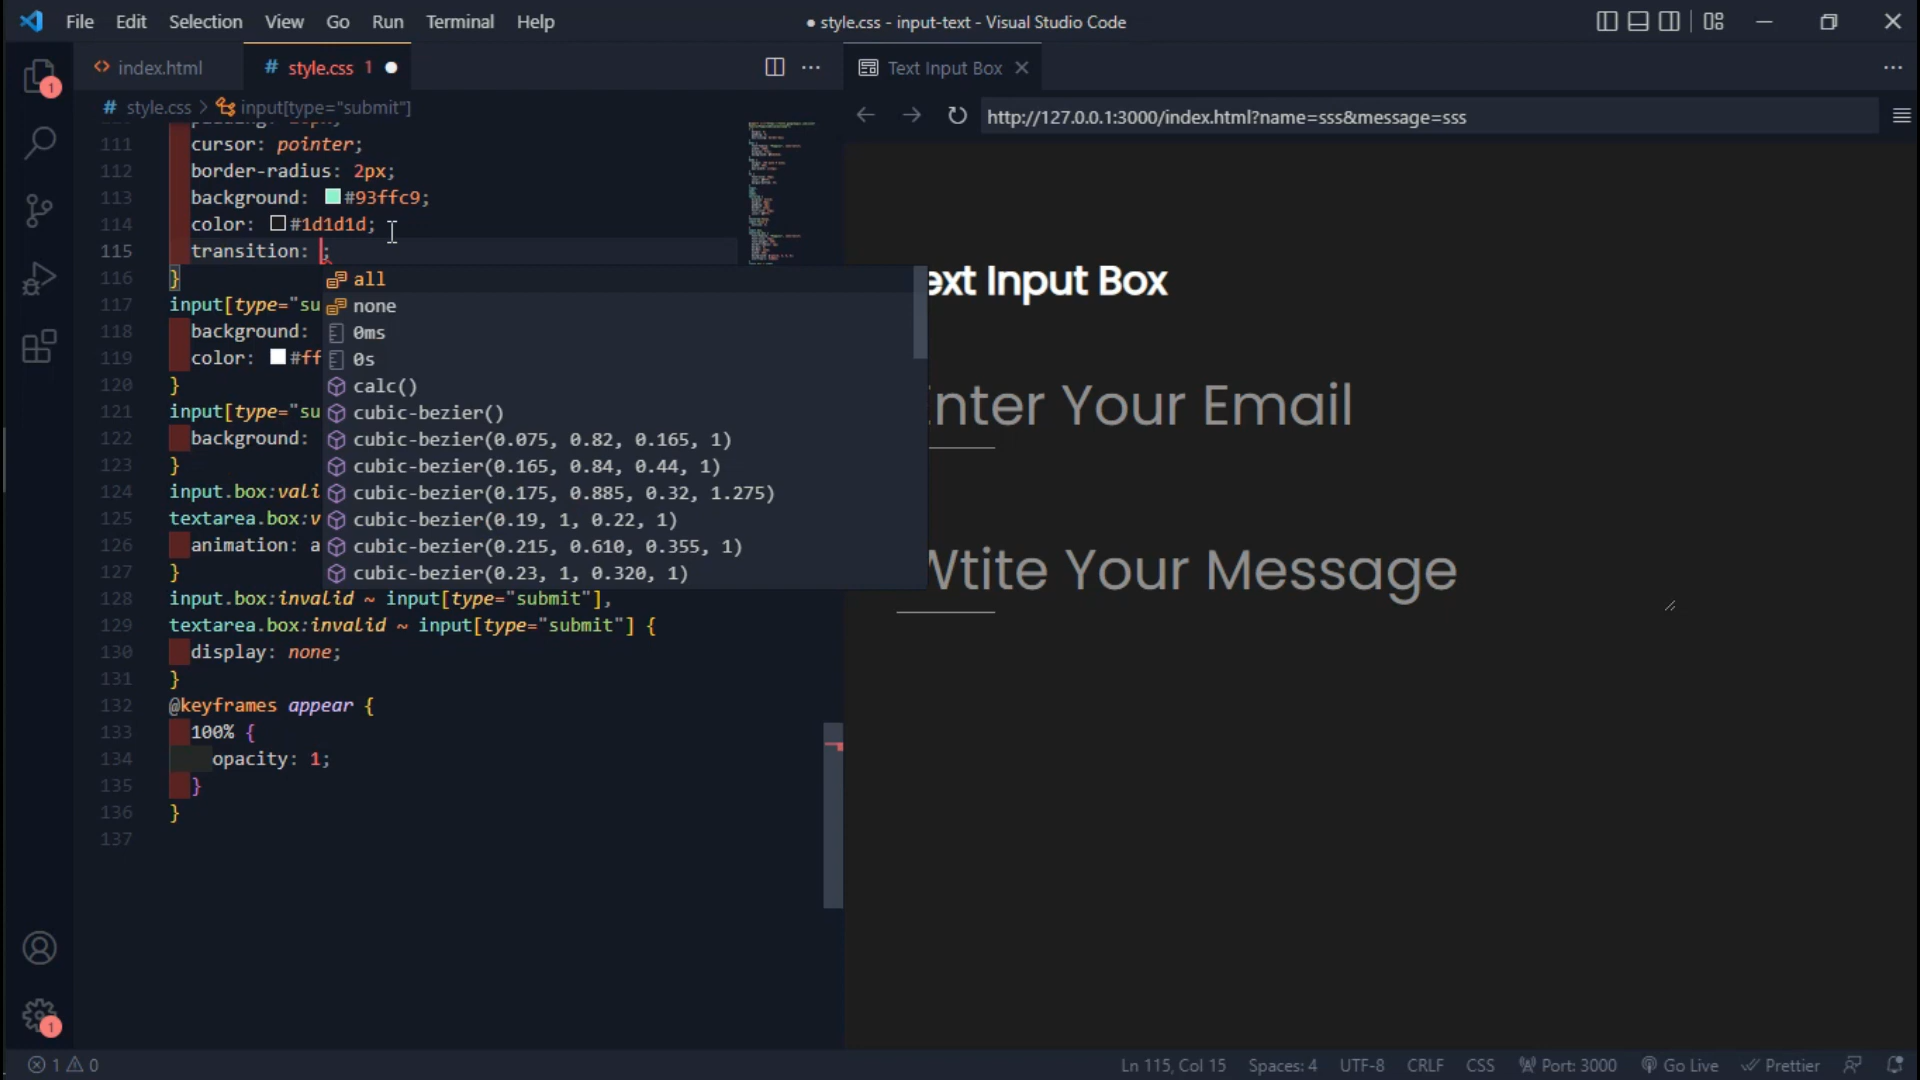 File Edit Selection View Go Run Terminal Help
● style.css - input-text - Visual Studio Code
index.html
# style.css 1
Text Input Box
# style.css > input[type="submit"]
http://127.0.0.1:3000/index.html?name=sss&message=sss
111 cursor: pointer;
112 border-radius: 2px;
113 background: #93ffc9;
114 color: #1d1d1d;
115 transition: ;
116 }
117 input[type="su
118 background:
119 color: #ff
120 }
121 input[type="su
122 background:
123 }
124 input.box:vali
125 textarea.box:v
126 animation: a
127 }
128 input.box:invalid ~ input[type="submit"],
129 textarea.box:invalid ~ input[type="submit"] {
130 display: none;
131 }
132 @keyframes appear {
133 100% {
134 opacity: 1;
135 }
136 }
137
all
none
0ms
0s
calc()
cubic-bezier()
cubic-bezier(0.075, 0.82, 0.165, 1)
cubic-bezier(0.165, 0.84, 0.44, 1)
cubic-bezier(0.175, 0.885, 0.32, 1.275)
cubic-bezier(0.19, 1, 0.22, 1)
cubic-bezier(0.215, 0.610, 0.355, 1)
cubic-bezier(0.23, 1, 0.320, 1)
ext Input Box
nter Your Email
Wtite Your Message
1
1
1 0
Ln 115, Col 15 Spaces: 4 UTF-8 CRLF CSS Port: 3000 Go Live Prettier